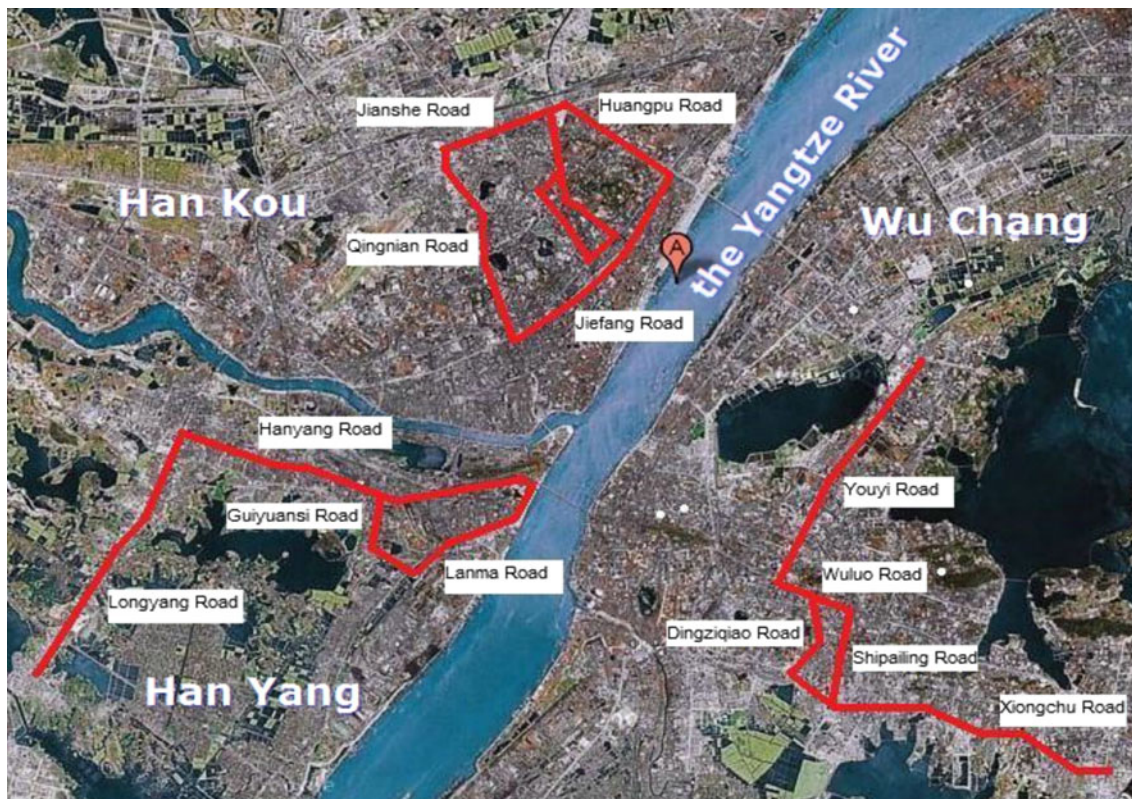 Jianshe Road
Huangpu Road
the Yangtze River
Han Kou
Wu Chang
Qingnian Road
A
Jiefang Road
Hanyang Road
Youyi Road
Guiyuansi Road
Lanma Road
Wuluo Road
Longyang Road
Dingziqiao Road
Shipailing Road
Han Yang
Xiongchu Road